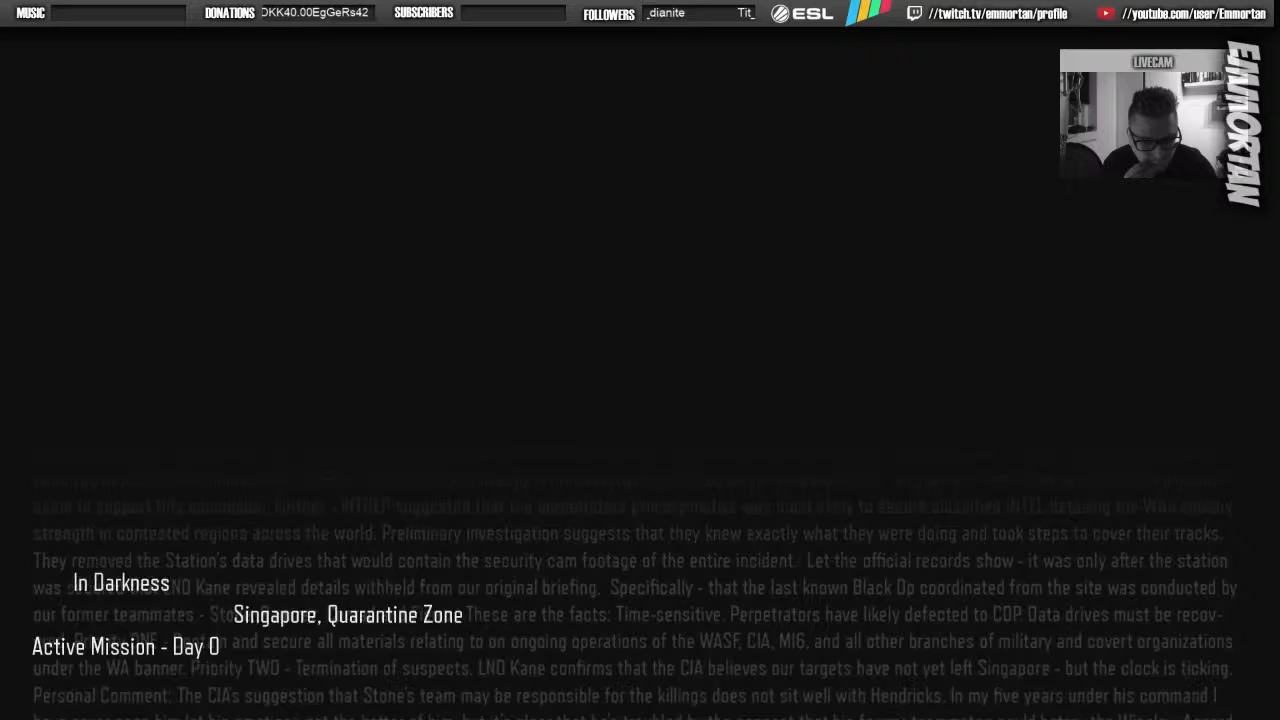 MUSIC DONATIONS DKK40.00EgGeRs42 SUBSCRIBERS FOLLOWERS _dianite Tit_ ESL //twitch.tv/emmortan/profile //youtube.com/user/Emmortan
LIVECAM
EMMORTAN
strength in contested regions across the world. Preliminary investigation suggests that they knew exactly what they were doing and took steps to cover their tracks.
They removed the Station's data drives that would contain the security cam footage of the entire incident. Let the official records show - it was only after the station
was LNO Kane revealed details withheld from our original briefing. Specifically - that the last known Black Op coordinated from the site was conducted by
In Darkness
our former teammates - These are the facts: Time-sensitive. Perpetrators have likely defected to CDP. Data drives must be recov-
Singapore, Quarantine Zone
and secure all materials relating to on ongoing operations of the WASF, CIA, MI6, and all other branches of military and covert organizations
Active Mission - Day 0
under the WA banner. Priority TWO - Termination of suspects. LNO Kane confirms that the CIA believes our targets have not yet left Singapore - but the clock is ticking.
Personal Comment: The CIA's suggestion that Stone's team may be responsible for the killings does not sit well with Hendricks. In my five years under his command I